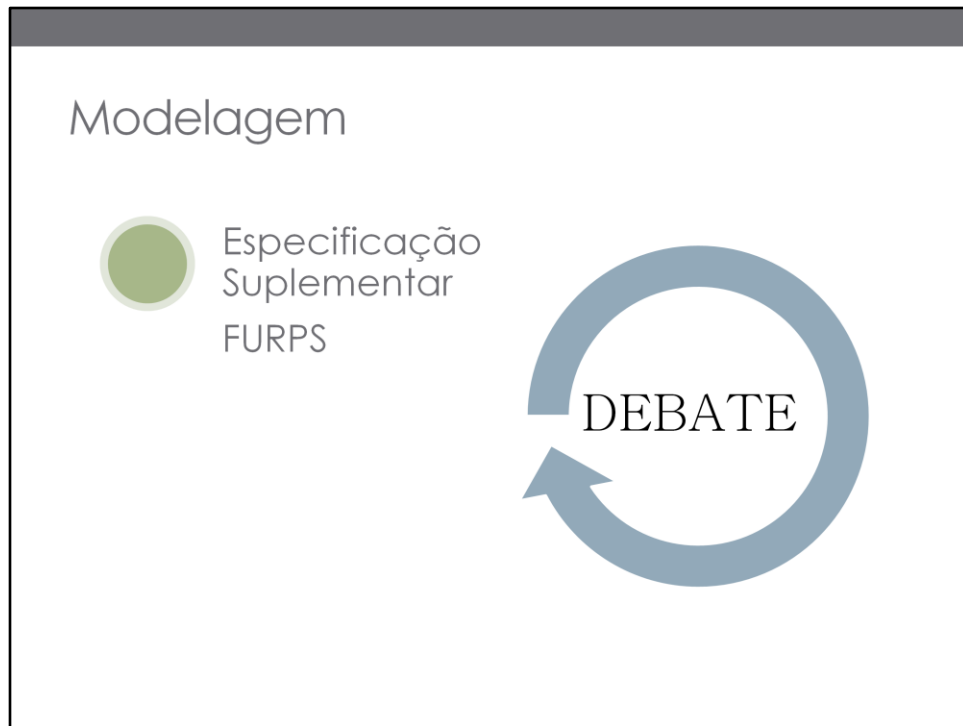 Modelagem
Especificação
Suplementar
FURPS
DEBATE